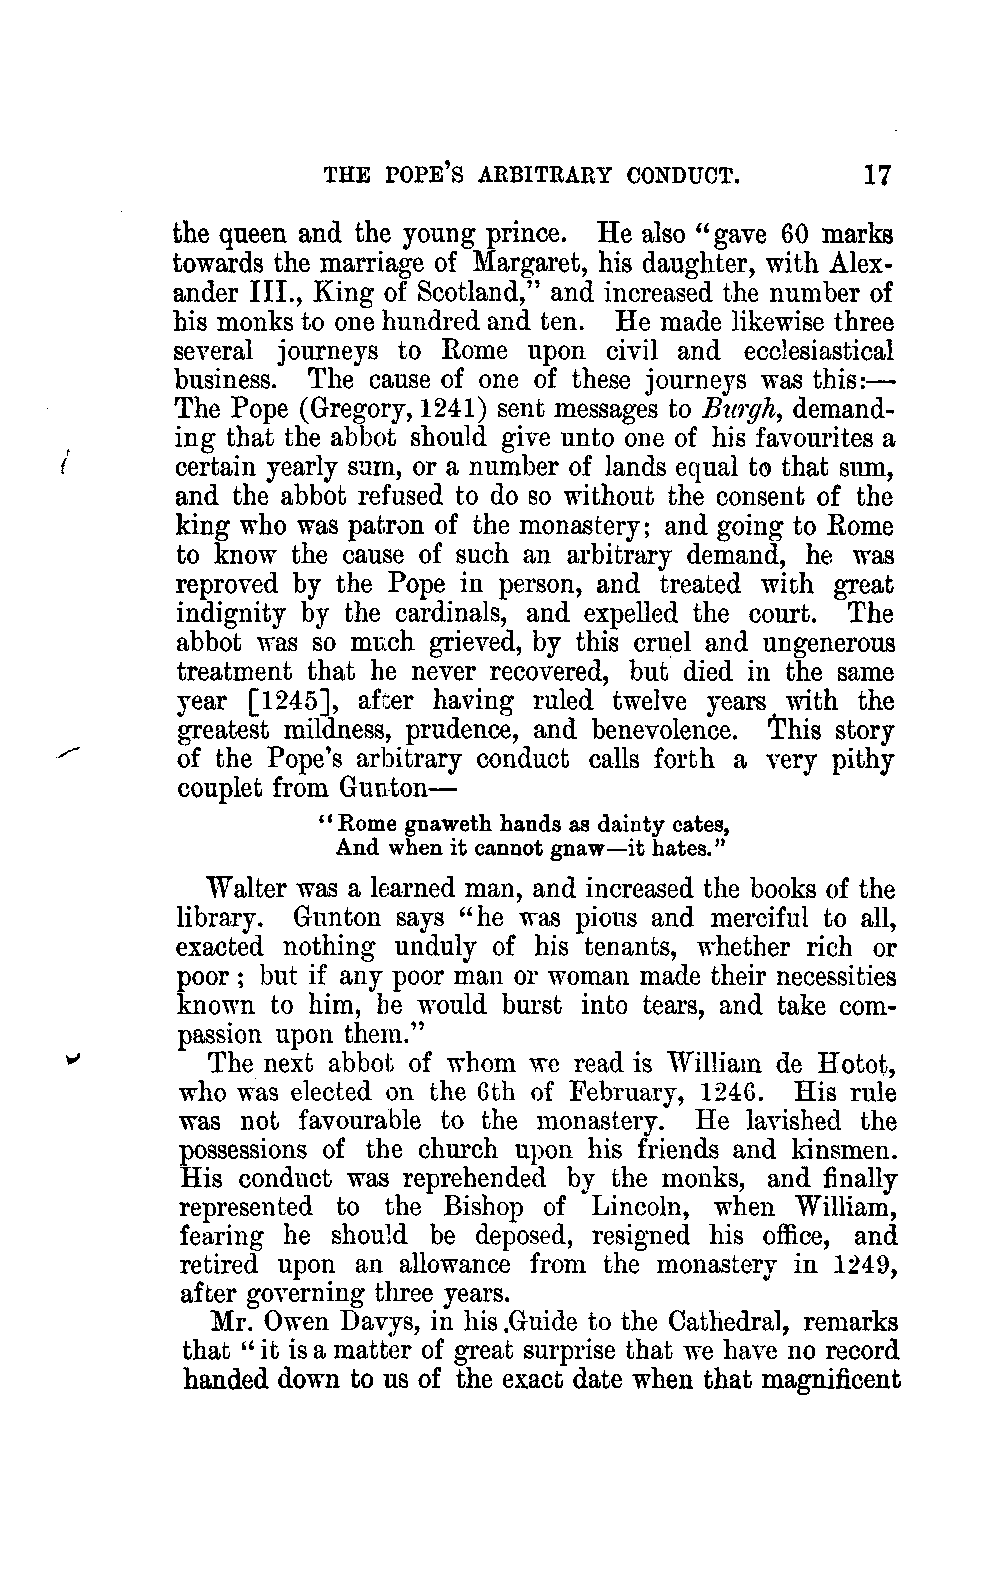 THE POPE'S ARBITRARY CONDUCT. 17
the queen and the young prince. He also "gave 60 marks
towards the marriage of Margaret, his daughter, with Alex-
ander III., King of Scotland," and increased the number of
his monks to one hundred and ten. He made likewise three
several journeys to Rome upon civil and ecclesiastical
business. The cause of one of these journeys was this:—
The Pope (Gregory, 1241) sent messages to Burgh, demand-
ing that the abbot should give unto one of his favourites a
certain yearly sum, or a number of lands equal to that sum,
and the abbot refused to do so without the consent of the
king who was patron of the monastery; and going to Rome
to know the cause of such an arbitrary demand, he was
reproved by the Pope in person, and treated with great
indignity by the cardinals, and expelled the court. The
abbot was so much grieved, by this cruel and ungenerous
treatment that he never recovered, but died in the same
year [1245], after having ruled twelve years with the
greatest mildness, prudence, and benevolence. This story
of the Pope's arbitrary conduct calls forth a very pithy
couplet from Gunton—
"Rome gnaweth hands as dainty cates,
And when it cannot gnaw—it hates."
Walter was a learned man, and increased the books of the
library. Gunton says "he was pious and merciful to all,
exacted nothing unduly of his tenants, whether rich or
poor; but if any poor man or woman made their necessities
known to him, he would burst into tears, and take com-
passion upon them."
The next abbot of whom we read is William de Hotot,
who was elected on the 6th of February, 1246. His rule
was not favourable to the monastery. He lavished the
possessions of the church upon his friends and kinsmen.
His conduct was reprehended by the monks, and finally
represented to the Bishop of Lincoln, when William,
fearing he should be deposed, resigned his office, and
retired upon an allowance from the monastery in 1249,
after governing three years.
Mr. Owen Davys, in his Guide to the Cathedral, remarks
that "it is a matter of great surprise that we have no record
handed down to us of the exact date when that magnificent